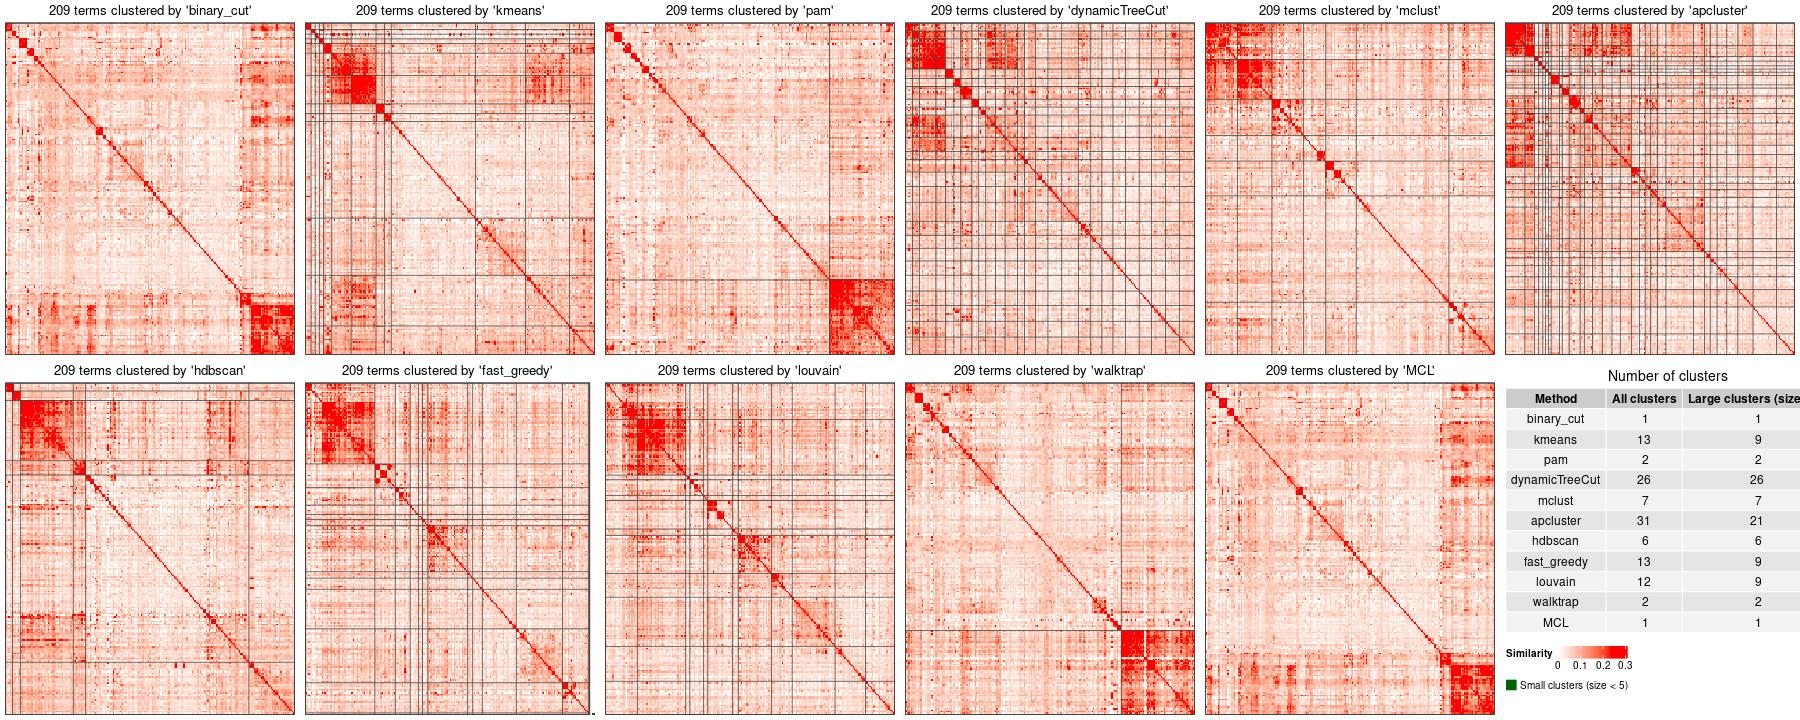 209 terms clustered by 'binary_cut'
209 terms clustered by 'kmeans'
209 terms clustered by 'pam'
209 terms clustered by 'dynamicTreeCut'
209 terms clustered by 'mclust'
209 terms clustered by 'apcluster'
209 terms clustered by 'hdbscan'
209 terms clustered by 'fast_greedy'
209 terms clustered by 'louvain'
209 terms clustered by 'walktrap'
209 terms clustered by 'MCL'
Number of clusters
Method All clusters Large clusters (size
binary_cut 1 1
kmeans 13 9
pam 2 2
dynamicTreeCut 26 26
mclust 7 7
apcluster 31 21
hdbscan 6 6
fast_greedy 13 9
louvain 12 9
walktrap 2 2
MCL 1 1
Similarity
0 0.1 0.2 0.3
Small clusters (size < 5)